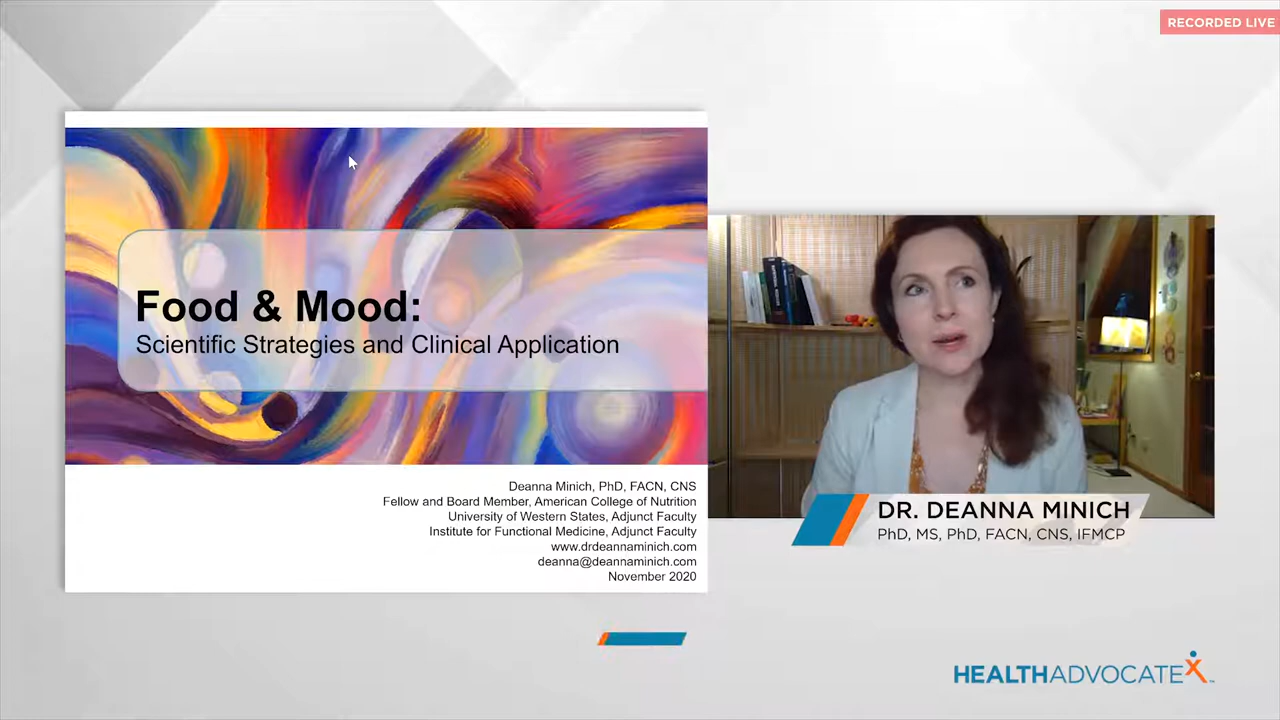 RECORDED LIVE
Food & Mood:
Scientific Strategies and Clinical Application
Deanna Minich, PhD, FACN, CNS
Fellow and Board Member, American College of Nutrition
University of Western States, Adjunct Faculty
Institute for Functional Medicine, Adjunct Faculty
www.drdeannaminich.com
deanna@deannaminich.com
November 2020
DR. DEANNA MINICH
PhD, MS, PhD, FACN, CNS, IFMCP
HEALTHADVOCATEX™